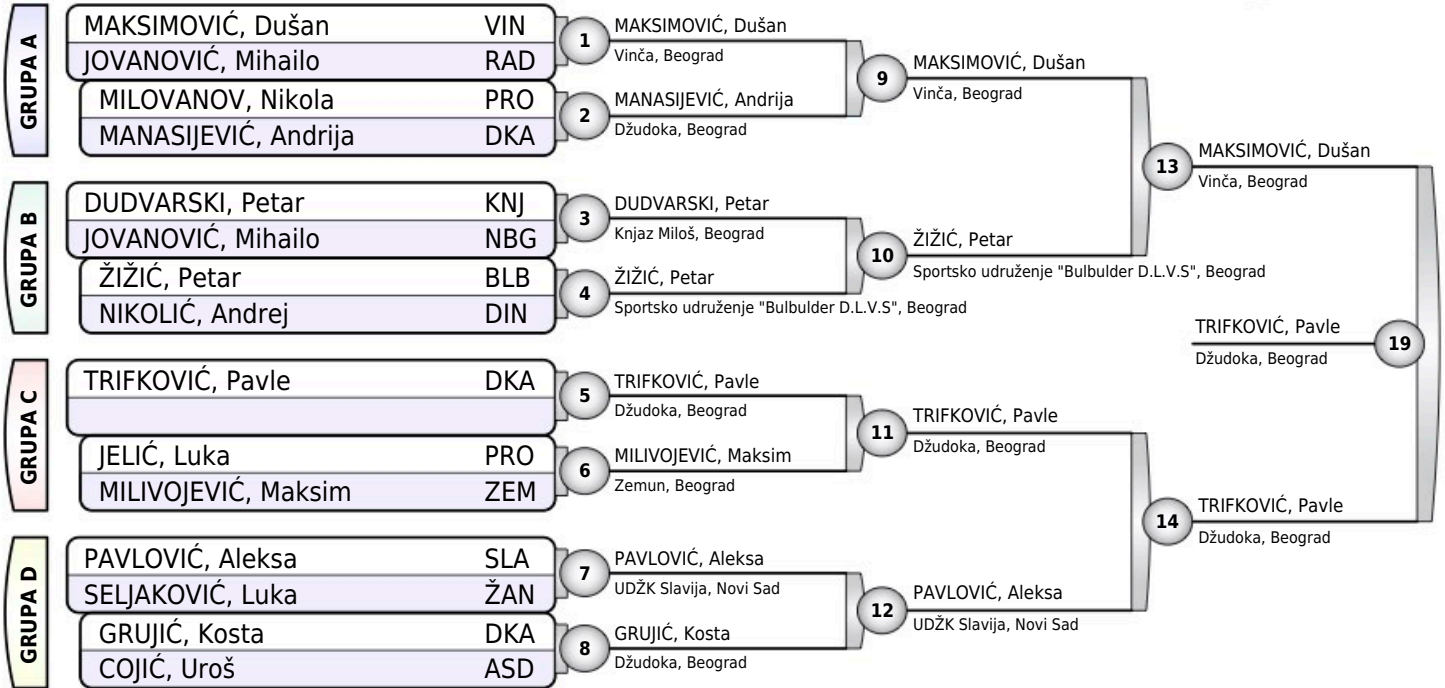 GRUPA A
MAKSIMOVIĆ, Dušan VIN
JOVANOVIĆ, Mihailo RAD
MILOVANOV, Nikola PRO
MANASIJEVIĆ, Andrija DKA
1
MAKSIMOVIĆ, Dušan
Vinča, Beograd
2
MANASIJEVIĆ, Andrija
Džudoka, Beograd
9
MAKSIMOVIĆ, Dušan
Vinča, Beograd
GRUPA B
DUDVARSKI, Petar KNJ
JOVANOVIĆ, Mihailo NBG
ŽIŽIĆ, Petar BLB
NIKOLIĆ, Andrej DIN
3
DUDVARSKI, Petar
Knjaz Miloš, Beograd
4
ŽIŽIĆ, Petar
Sportsko udruženje "Bulbulder D.L.V.S", Beograd
10
ŽIŽIĆ, Petar
Sportsko udruženje "Bulbulder D.L.V.S", Beograd
13
MAKSIMOVIĆ, Dušan
Vinča, Beograd
GRUPA C
TRIFKOVIĆ, Pavle DKA
JELIĆ, Luka PRO
MILIVOJEVIĆ, Maksim ZEM
5
TRIFKOVIĆ, Pavle
Džudoka, Beograd
6
MILIVOJEVIĆ, Maksim
Zemun, Beograd
11
TRIFKOVIĆ, Pavle
Džudoka, Beograd
GRUPA D
PAVLOVIĆ, Aleksa SLA
SELJAKOVIĆ, Luka ŽAN
GRUJIĆ, Kosta DKA
COJIĆ, Uroš ASD
7
PAVLOVIĆ, Aleksa
UDŽK Slavija, Novi Sad
8
GRUJIĆ, Kosta
Džudoka, Beograd
12
PAVLOVIĆ, Aleksa
UDŽK Slavija, Novi Sad
14
TRIFKOVIĆ, Pavle
Džudoka, Beograd
TRIFKOVIĆ, Pavle
Džudoka, Beograd
19